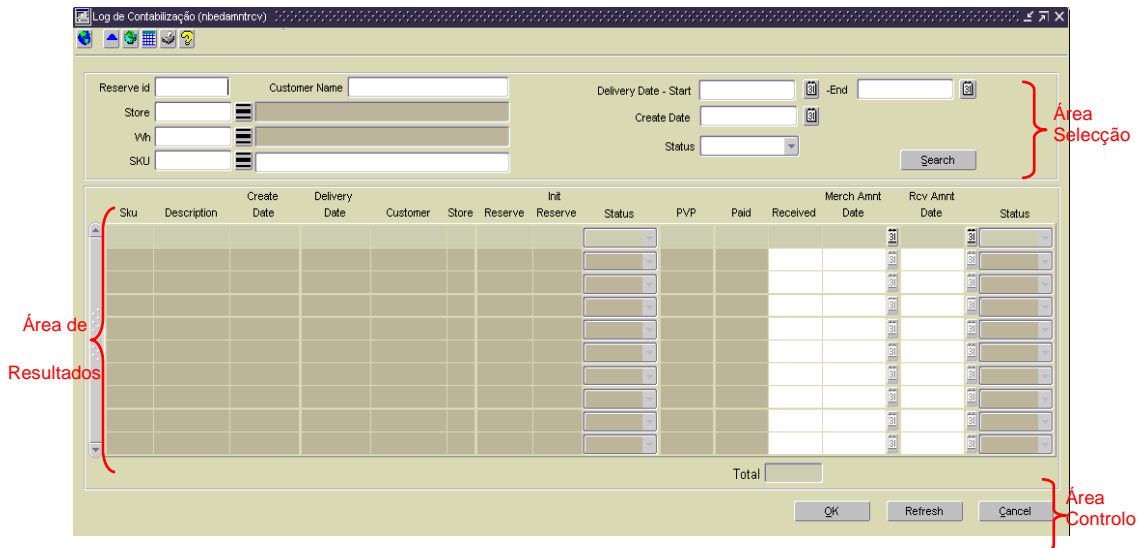 Log de Contabilização (nbedamntrcv)
Reserve id
Customer Name
Delivery Date - Start
-End
Store
Create Date
Wh
Status
SKU
Search
Área
Selecção
Sku Description Create Date Delivery Date Customer Store Reserve Init Reserve Status PVP Paid Received Merch Amnt Date Rcv Amnt Date Status
Área de
Resultados
Total
OK Refresh Cancel
Área
Controlo